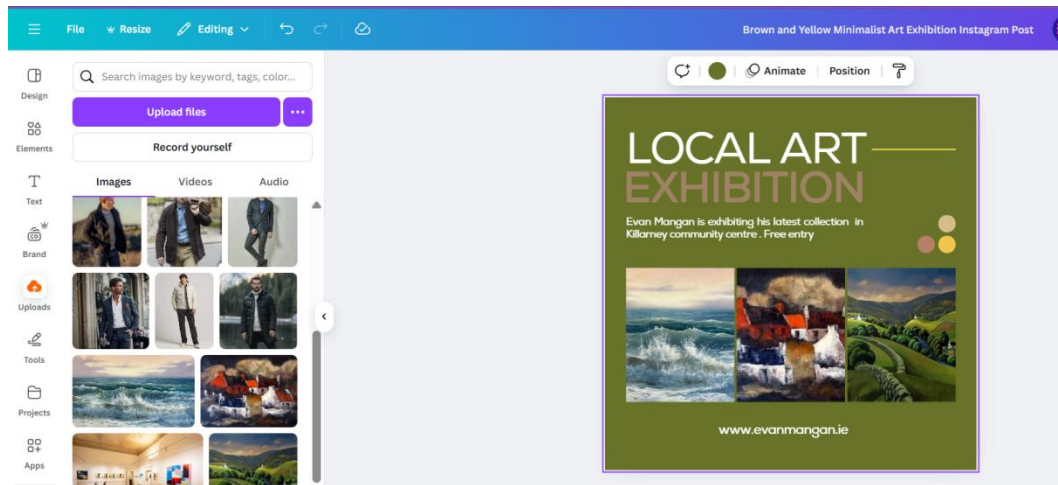 File Resize Editing Brown and Yellow Minimalist Art Exhibition Instagram Post
Design
Elements
Text
Brand
Uploads
Tools
Projects
Apps
Search images by keyword, tags, color...
Upload files
Record yourself
Images Videos Audio
Animate Position
LOCAL ART
EXHIBITION
Evan Mangan is exhibiting his latest collection in
Killarney community centre . Free entry
www.evanmangan.ie